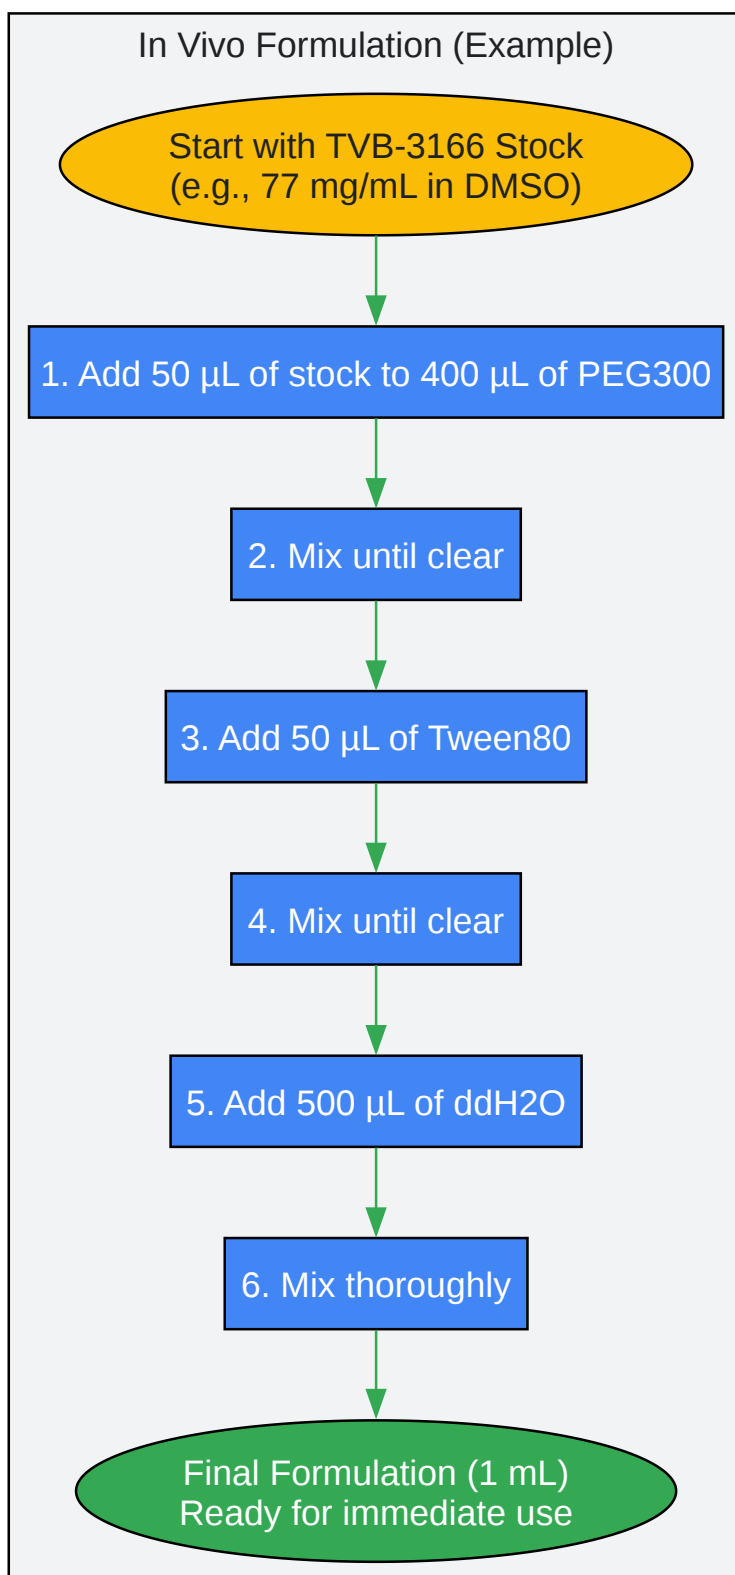 In Vivo Formulation (Example)
Start with TVB-3166 Stock
(e.g., 77 mg/mL in DMSO)
1. Add 50 µL of stock to 400 µL of PEG300
2. Mix until clear
3. Add 50 µL of Tween80
4. Mix until clear
5. Add 500 µL of ddH2O
6. Mix thoroughly
Final Formulation (1 mL)
Ready for immediate use